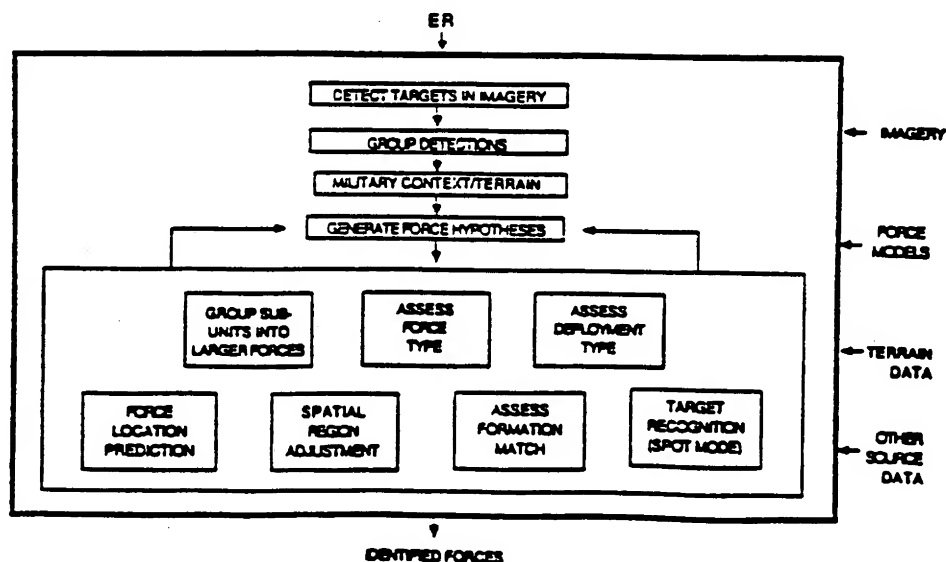 ER
DETECT TARGETS IN IMAGERY
GROUP DETECTIONS
MILITARY CONTEXT/TERRAIN
GENERATE FORCE HYPOTHESES
GROUP SUB-
UNITS INTO
LARGER FORCES
ASSESS
FORCE
TYPE
ASSESS
DEPLOYMENT
TYPE
FORCE
LOCATION
PREDICTION
SPATIAL
REGION
ADJUSTMENT
ASSESS
FORMATION
MATCH
TARGET
RECOGNITION
(SPOT MODE)
IMAGERY
FORCE
MODELS
TERRAIN
DATA
OTHER
SOURCE
DATA
IDENTIFIED FORCES